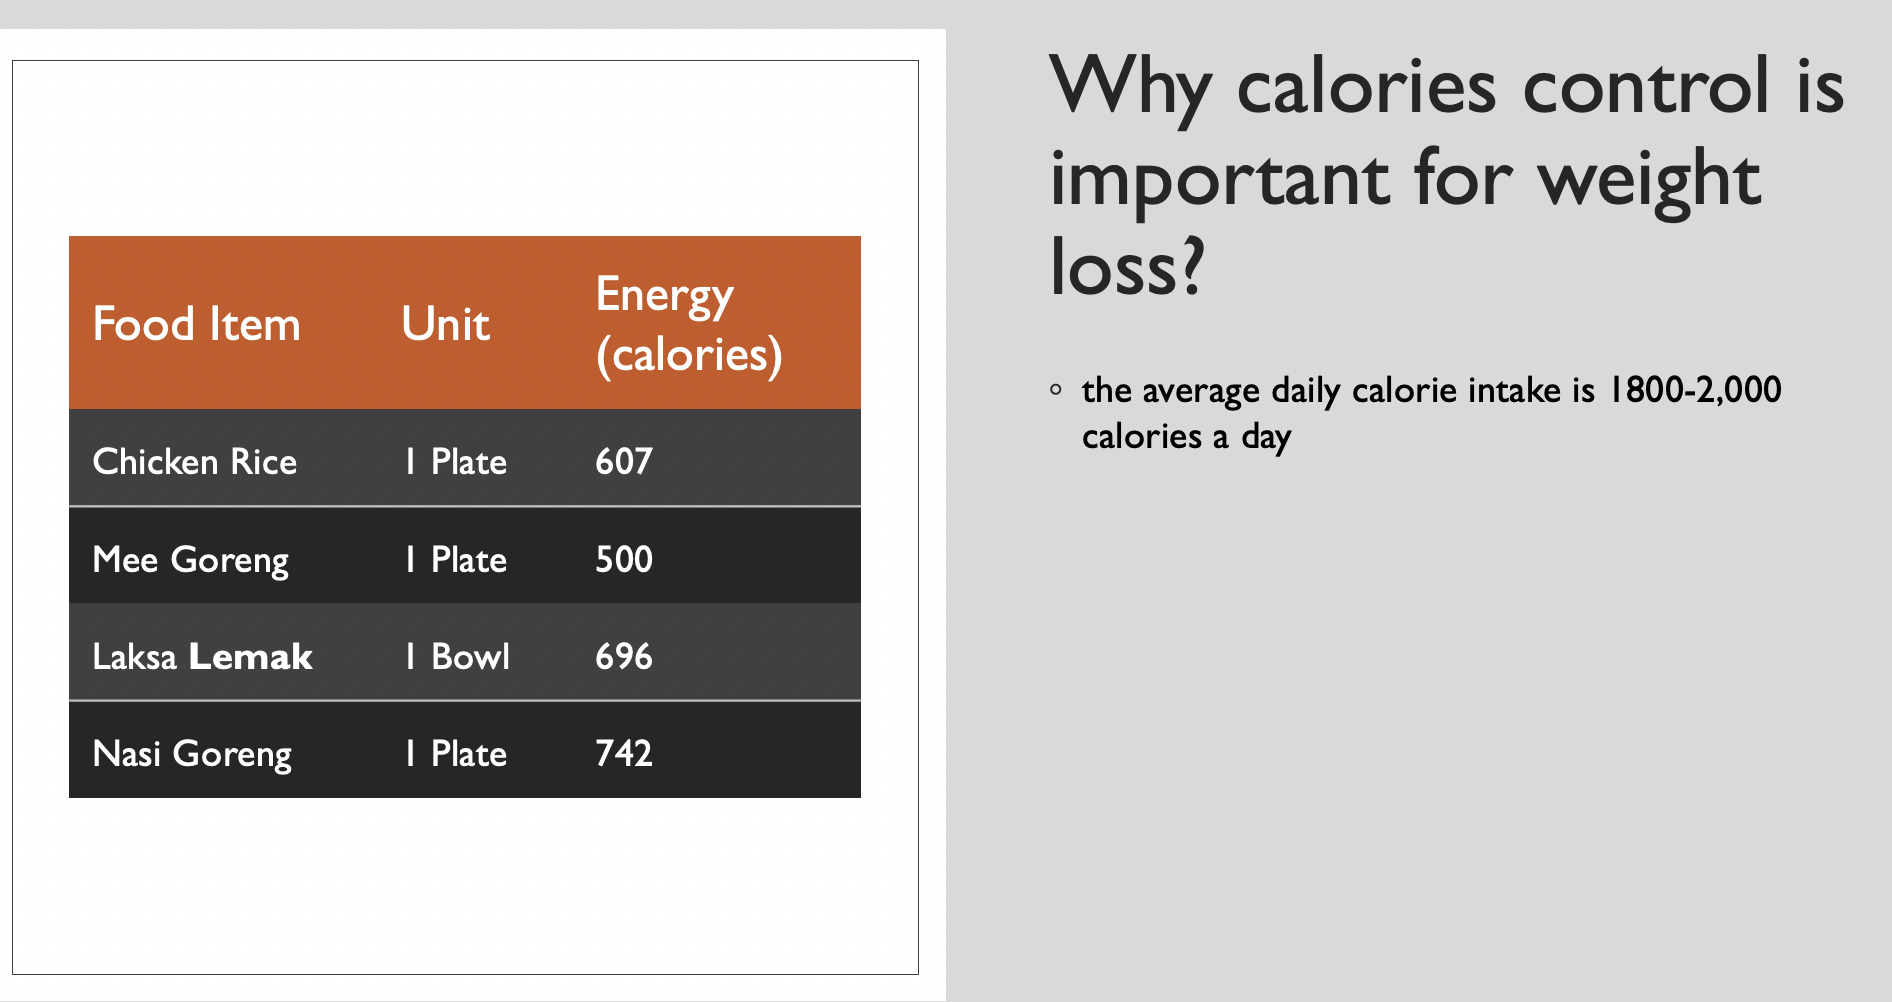 Why calories control is
important for weight
loss?
the average daily calorie intake is 1800-2,000
calories a day
Food Item Unit Energy (calories)
Chicken Rice 1 Plate 607
Mee Goreng 1 Plate 500
Laksa Lemak 1 Bowl 696
Nasi Goreng 1 Plate 742